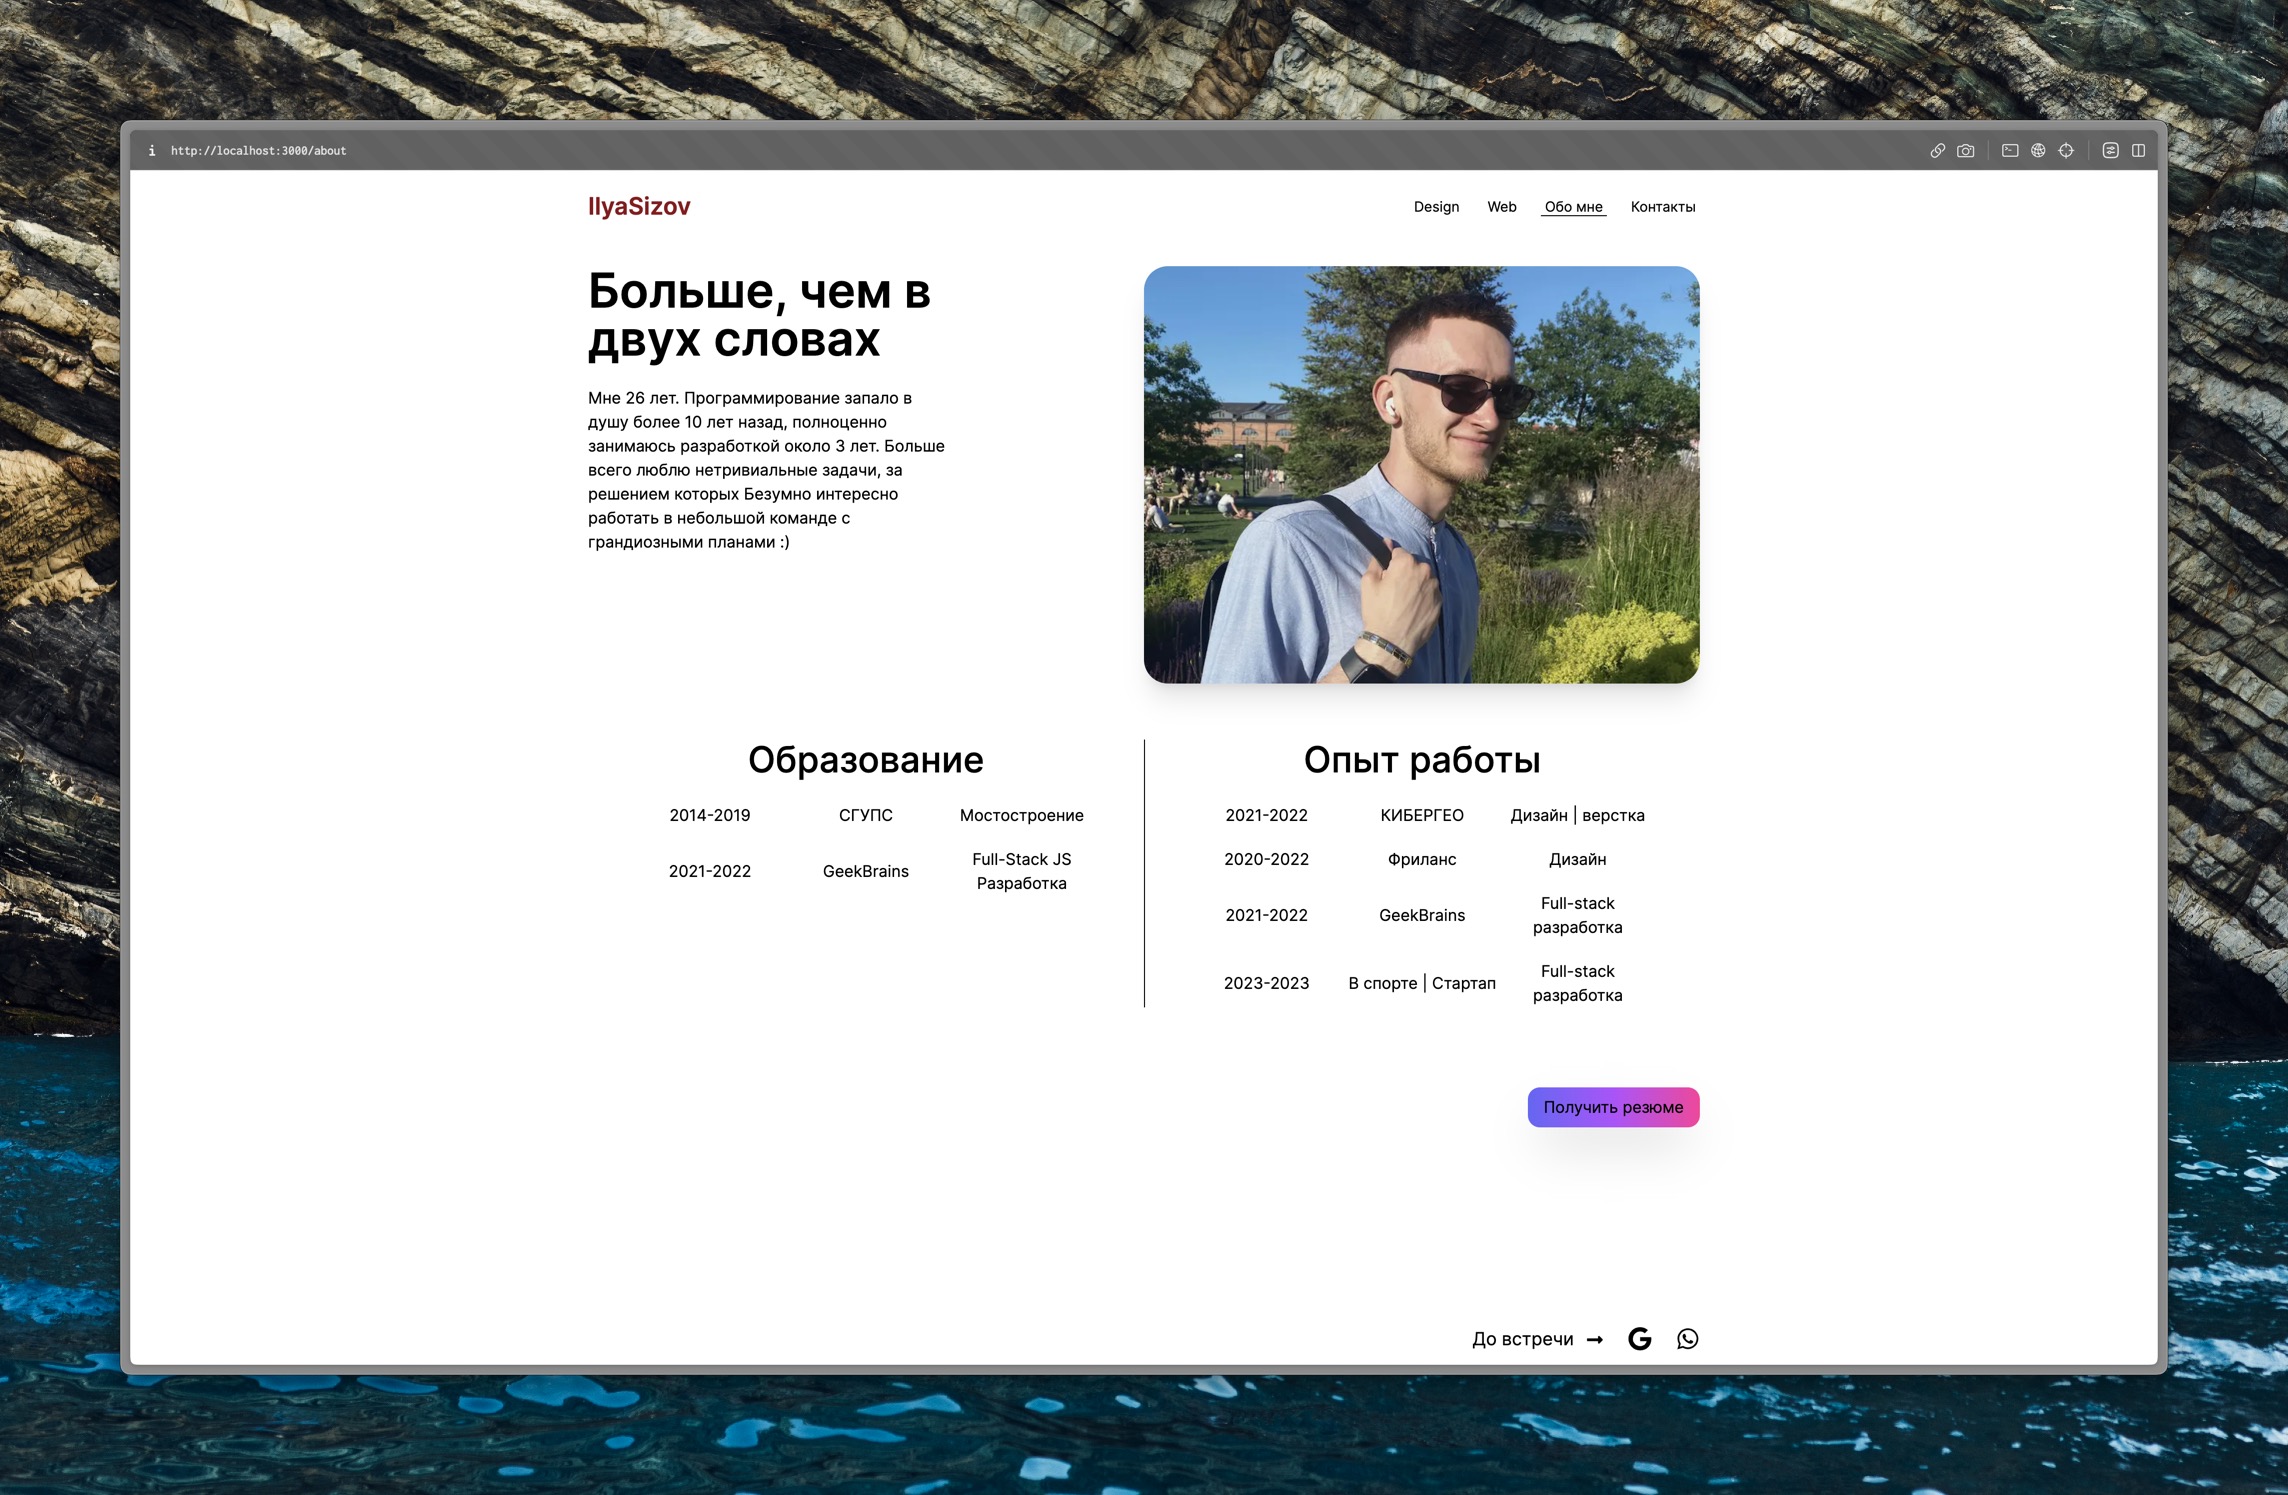 http://localhost:3000/about
IlyaSizov
Design Web Обо мне Контакты
Больше, чем в
двух словах
Мне 26 лет. Программирование запало в
душу более 10 лет назад, полноценно
занимаюсь разработкой около 3 лет. Больше
всего люблю нетривиальные задачи, за
решением которых Безумно интересно
работать в небольшой команде с
грандиозными планами :)
Образование
2014-2019 СГУПС Мостостроение
2021-2022 GeekBrains Full-Stack JS
Разработка
Опыт работы
2021-2022 КИБЕРГЕО Дизайн | верстка
2020-2022 Фриланс Дизайн
2021-2022 GeekBrains Full-stack
разработка
2023-2023 В спорте | Стартап Full-stack
разработка
Получить резюме
До встречи →